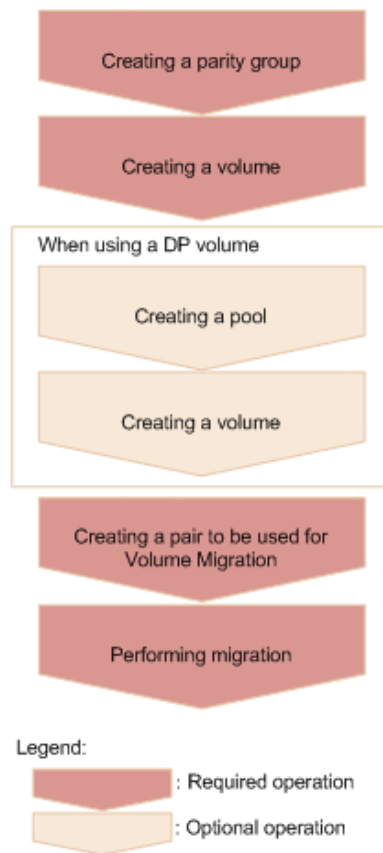 Creating a parity group
Creating a volume
When using a DP volume
Creating a pool
Creating a volume
Creating a pair to be used for
Volume Migration
Performing migration
Legend:
: Required operation
: Optional operation